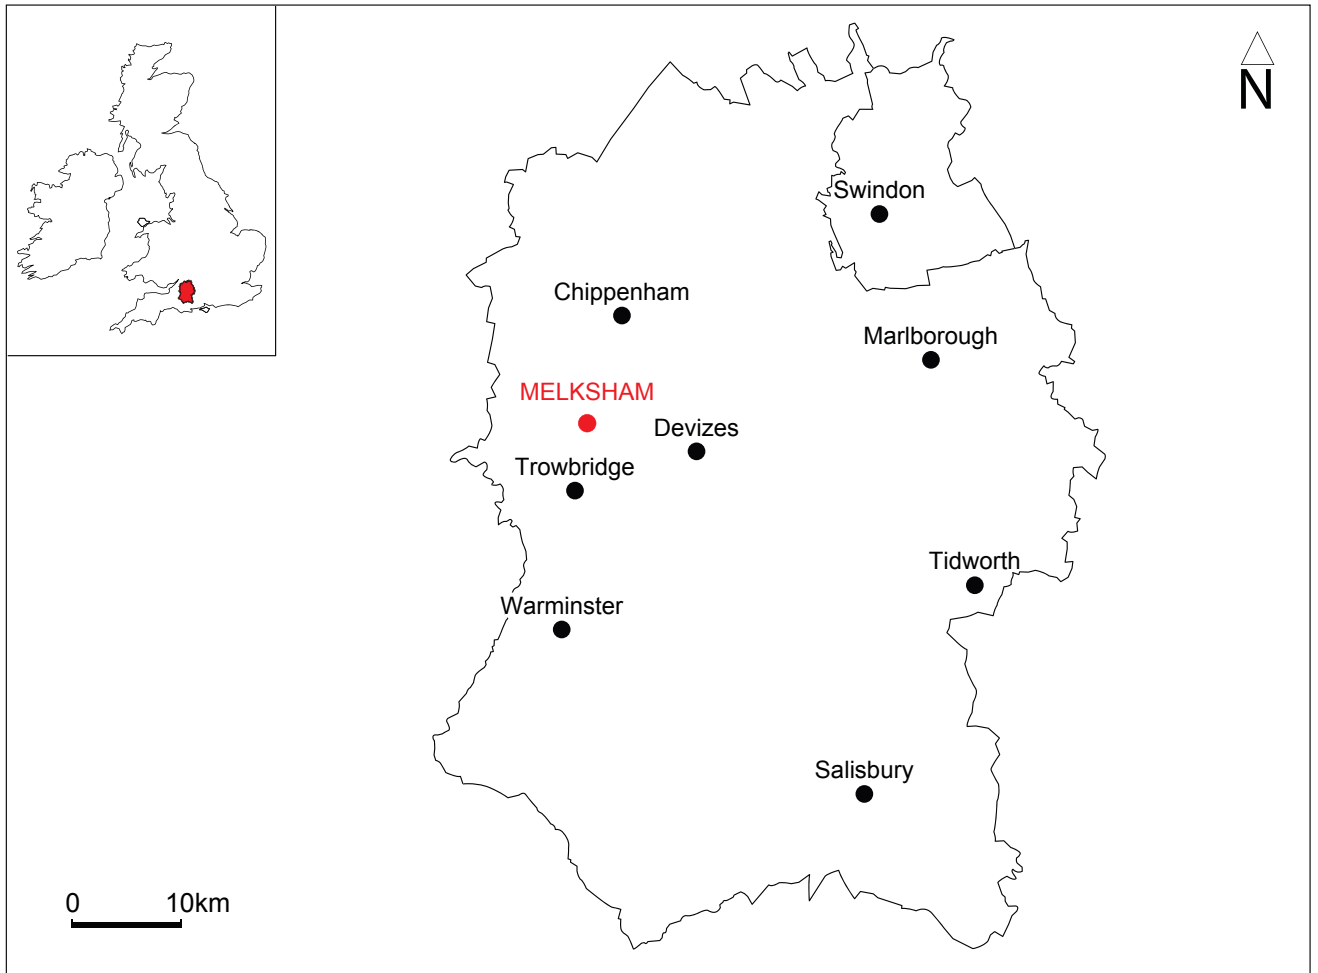 N
Swindon
Chippenham
Marlborough
MELKSHAM
Devizes
Trowbridge
Tidworth
Warminster
Salisbury
0 10km